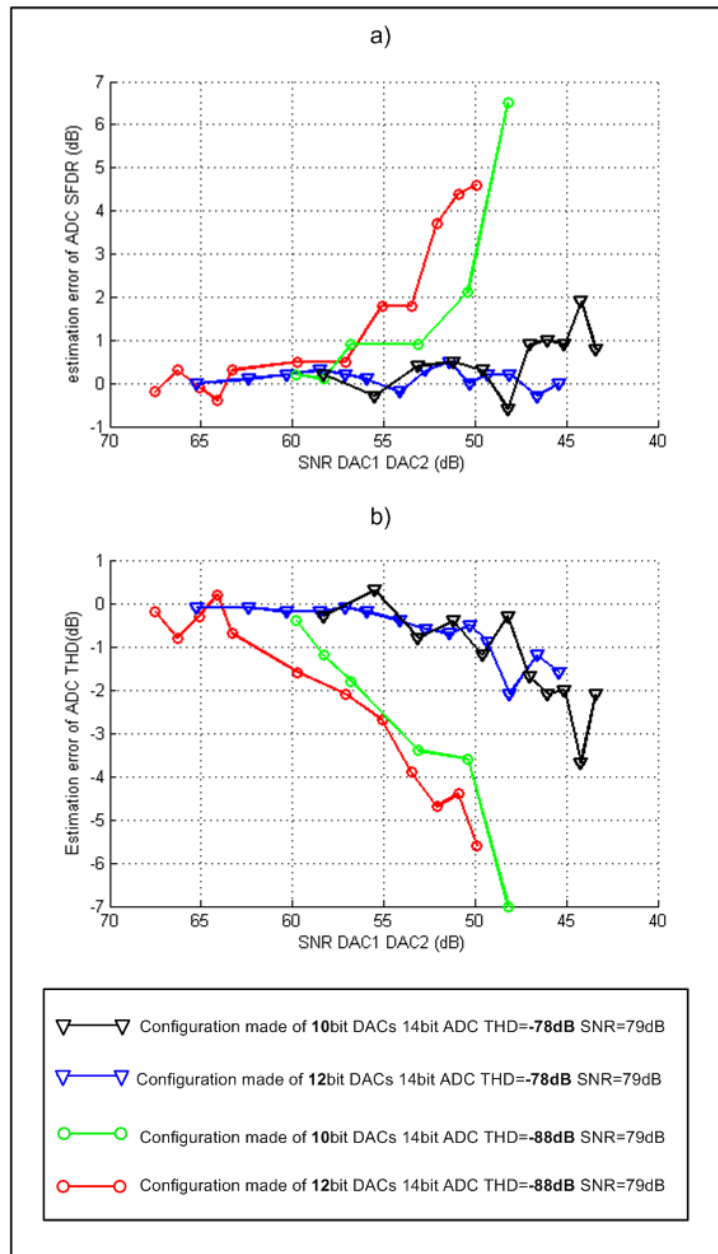 a)
7
6
5
4
3
2
1
0
-1
estimation error of ADC SFDR (dB)
70 65 60 55 50 45 40
SNR DAC1 DAC2 (dB)
b)
1
0
-1
-2
-3
-4
-5
-6
-7
Estimation error of ADC THD(dB)
70 65 60 55 50 45 40
SNR DAC1 DAC2 (dB)
Configuration made of 10bit DACs 14bit ADC THD=-78dB SNR=79dB
Configuration made of 12bit DACs 14bit ADC THD=-78dB SNR=79dB
Configuration made of 10bit DACs 14bit ADC THD=-88dB SNR=79dB
Configuration made of 12bit DACs 14bit ADC THD=-88dB SNR=79dB